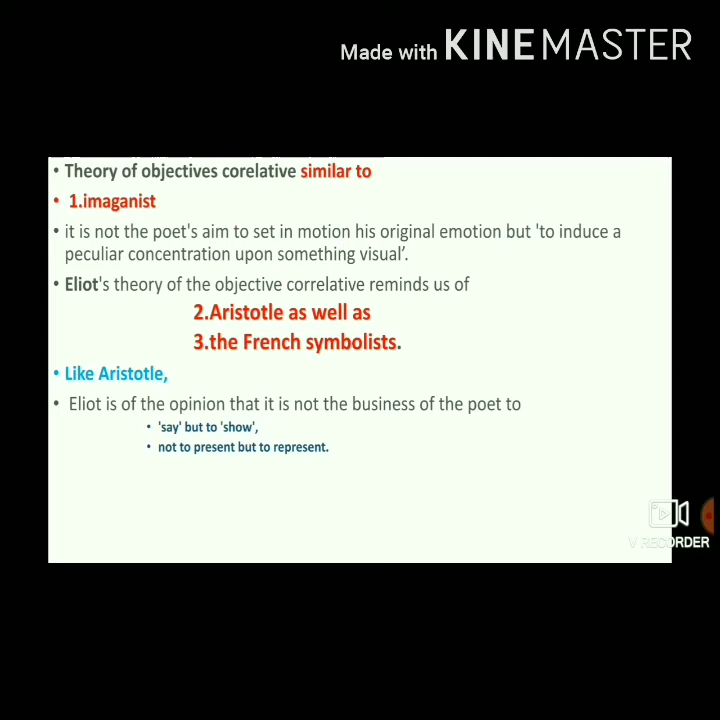 Made with KINEMASTER
• Theory of objectives corelative similar to
• 1.imaganist
• it is not the poet's aim to set in motion his original emotion but 'to induce a
peculiar concentration upon something visual'.
• Eliot's theory of the objective correlative reminds us of
2.Aristotle as well as
3.the French symbolists.
• Like Aristotle,
• Eliot is of the opinion that it is not the business of the poet to
• 'say' but to 'show',
• not to present but to represent.
V RECORDER